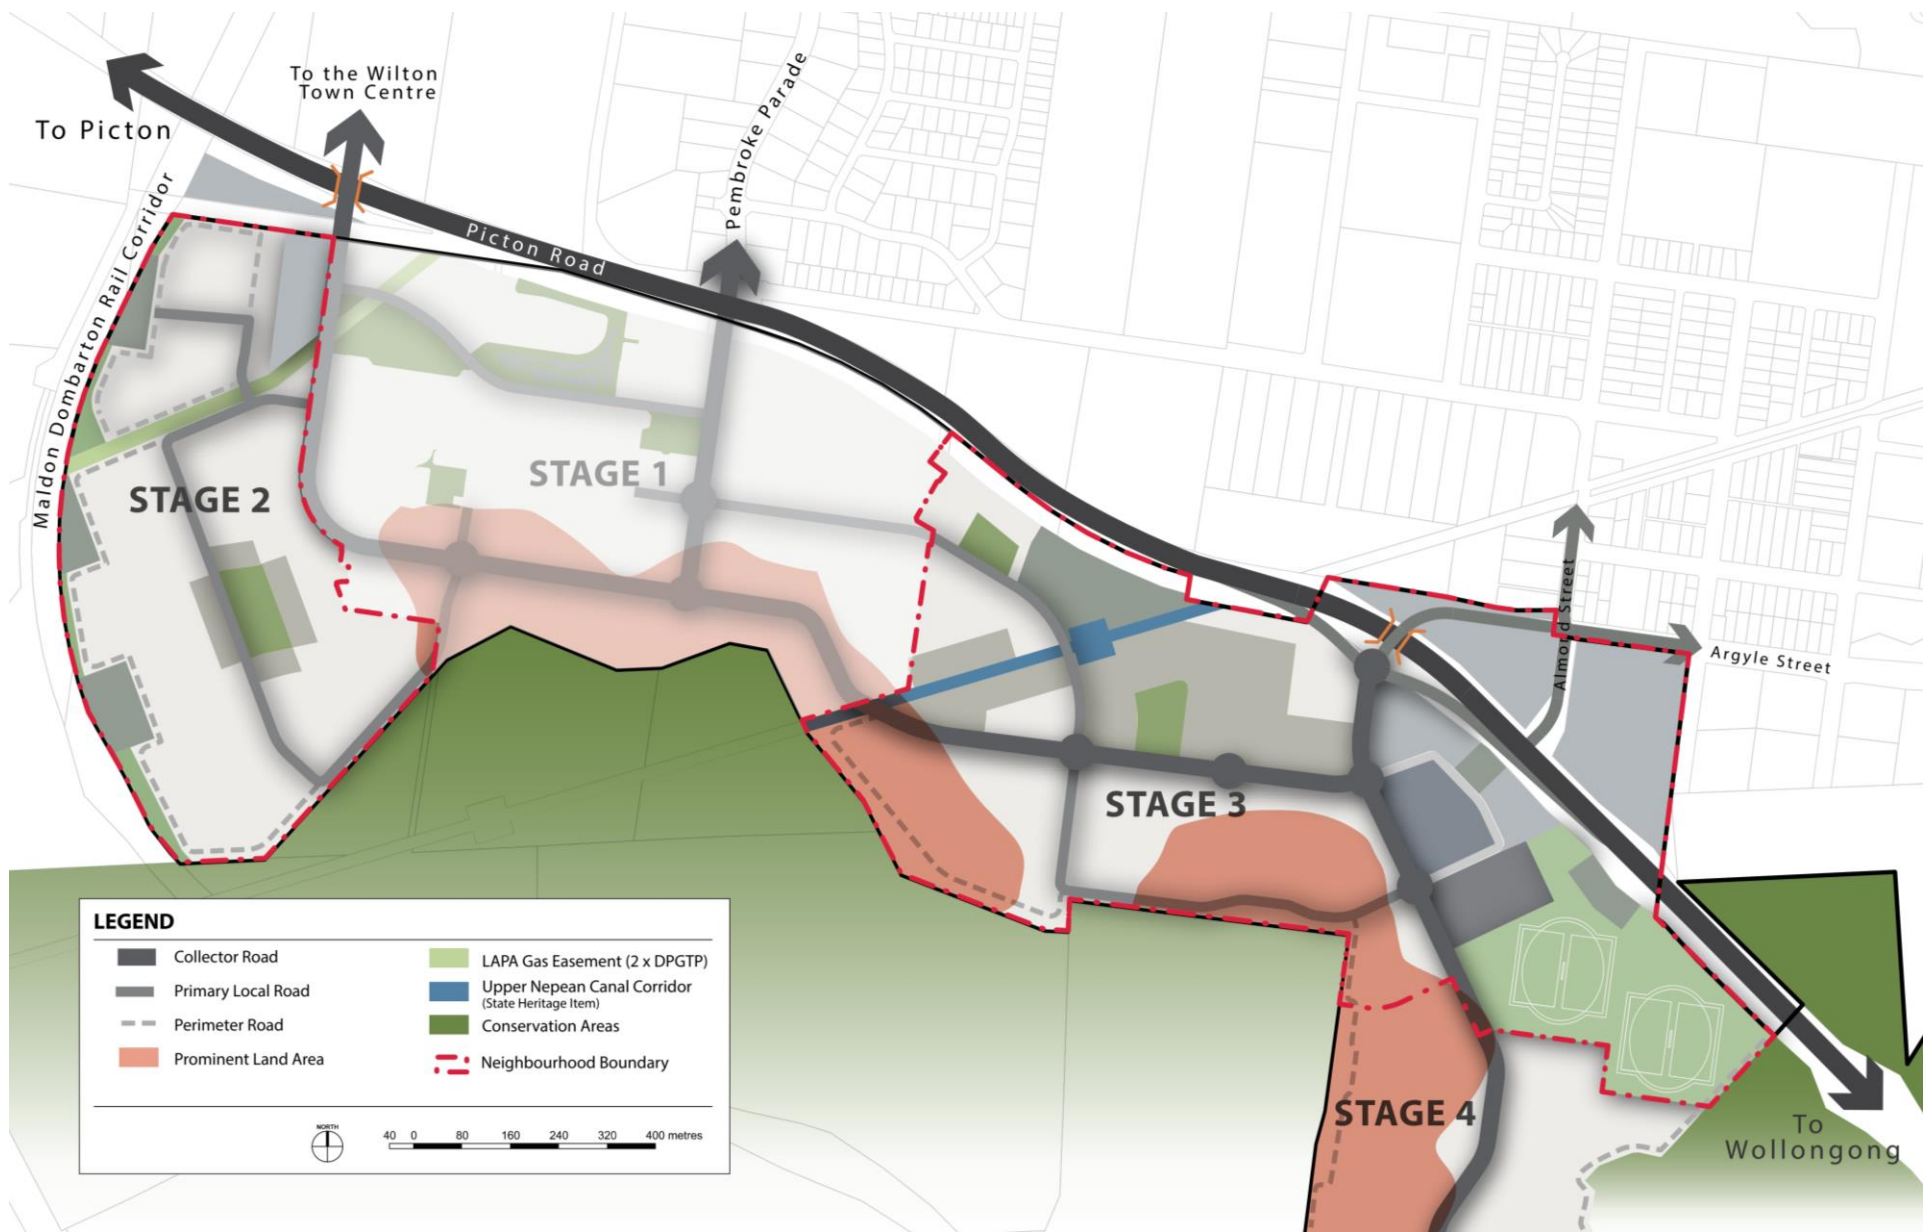 To the Wilton
Town Centre
To Picton
Pembroke Parade
Maldon Dombarton Rail Corridor
Picton Road
STAGE 1
STAGE 2
Almond Street
Argyle Street
STAGE 3
STAGE 4
To
Wollongong
LEGEND
Collector Road
Primary Local Road
Perimeter Road
Prominent Land Area
LAPA Gas Easement (2 x DPGTP)
Upper Nepean Canal Corridor
(State Heritage Item)
Conservation Areas
Neighbourhood Boundary
NORTH
40 0 80 160 240 320 400 metres